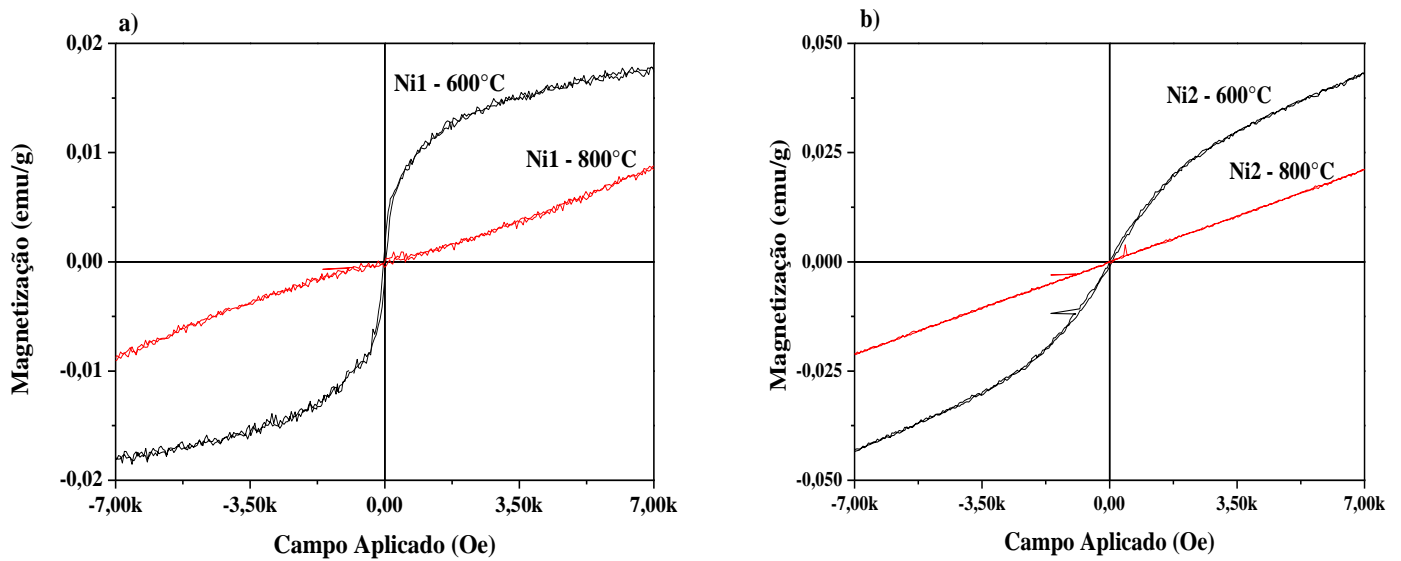 a)
0,02
0,01
0,00
-0,01
-0,02
Magnetização (emu/g)
Ni1 - 600°C
Ni1 - 800°C
-7,00k -3,50k 0,00 3,50k 7,00k
Campo Aplicado (Oe)
b)
0,050
0,025
0,000
-0,025
-0,050
Magnetização (emu/g)
Ni2 - 600°C
Ni2 - 800°C
-7,00k -3,50k 0,00 3,50k 7,00k
Campo Aplicado (Oe)